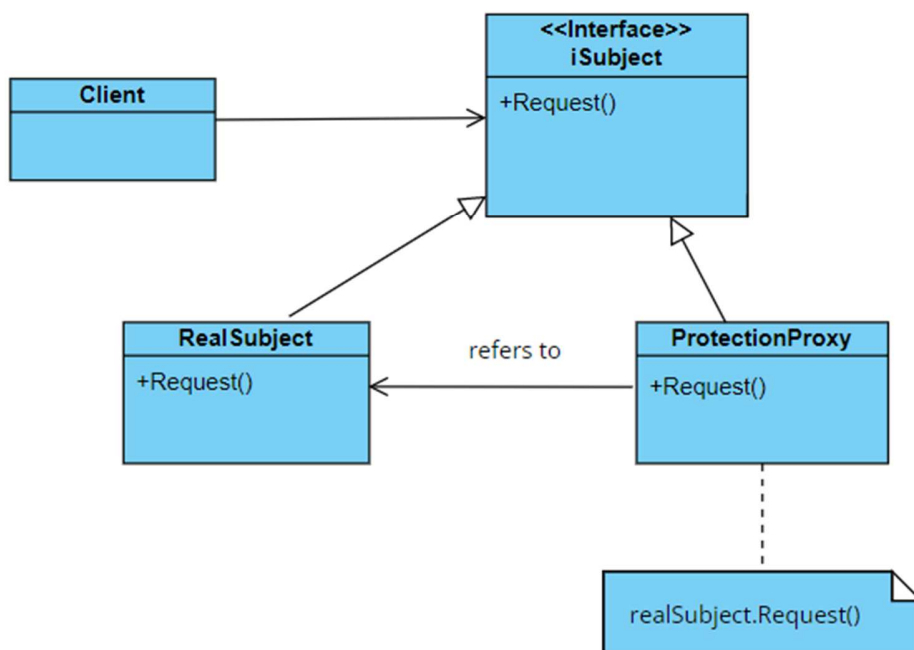 <<Interface>>
iSubject
+Request()
Client
RealSubject
+Request()
refers to
ProtectionProxy
+Request()
realSubject.Request()